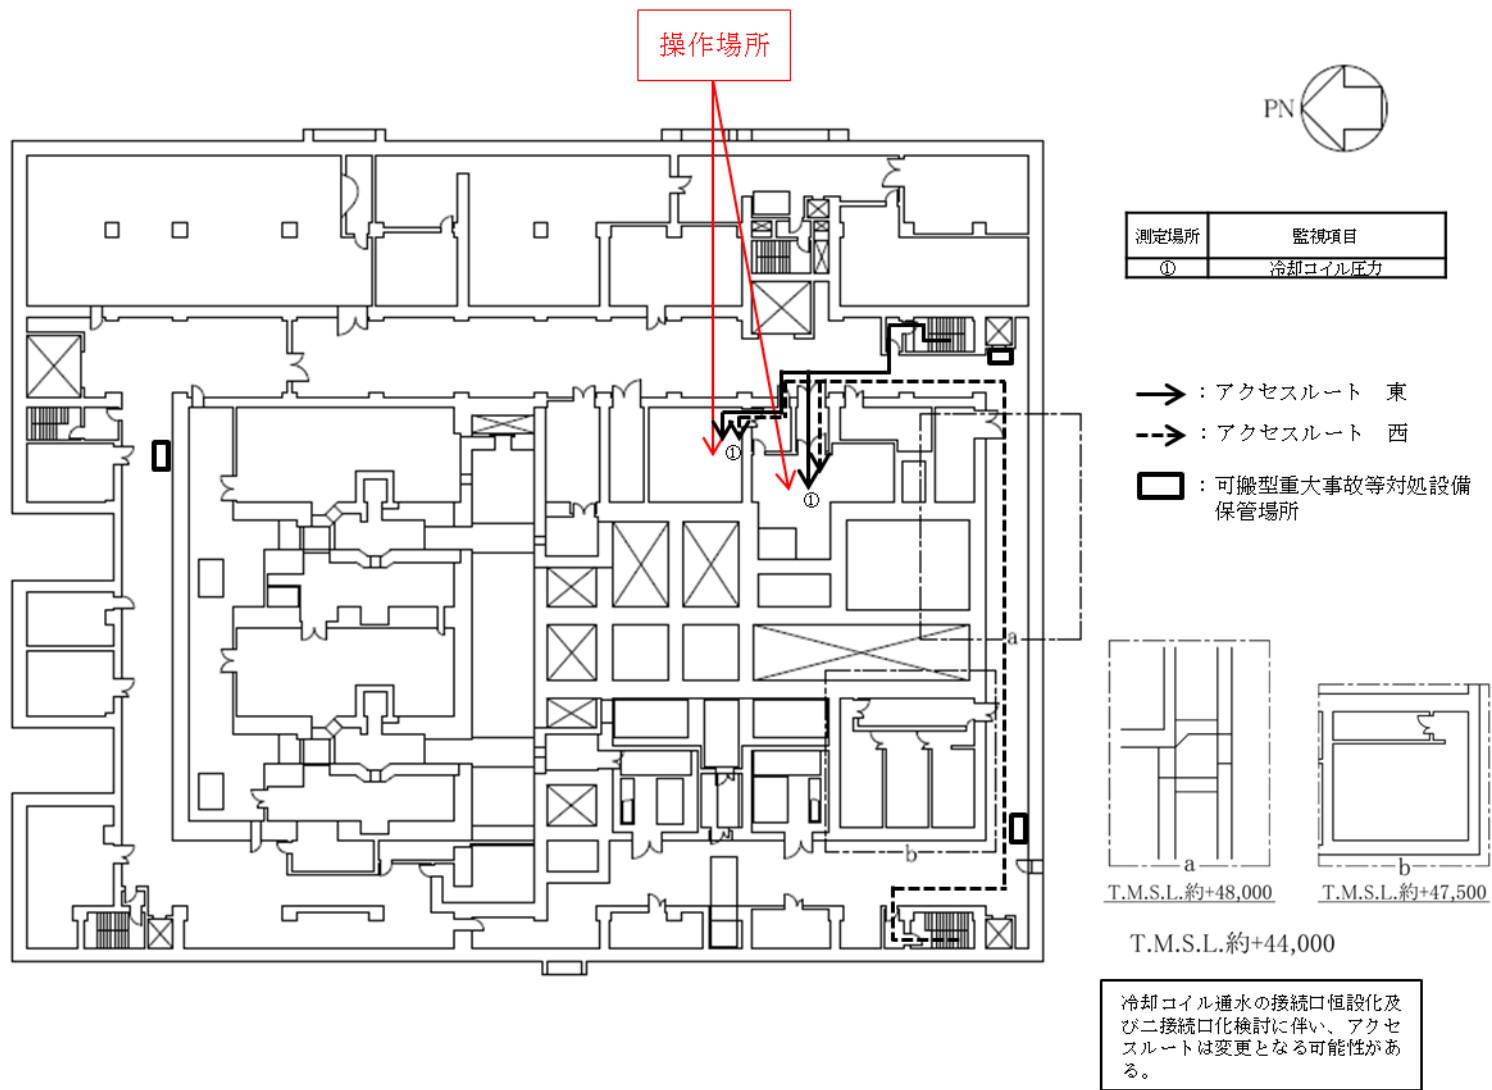 操作場所
PN
測定場所 監視項目
① 冷却コイル圧力
：アクセスルート 東
：アクセスルート 西
：可搬型重大事故等対処設備
保管場所
①
①
a
b
a
T.M.S.L.約+48,000
b
T.M.S.L.約+47,500
T.M.S.L.約+44,000
冷却コイル通水の接続口恒設化及
び二接続口化検討に伴い、アクセ
スルートは変更となる可能性があ
る。